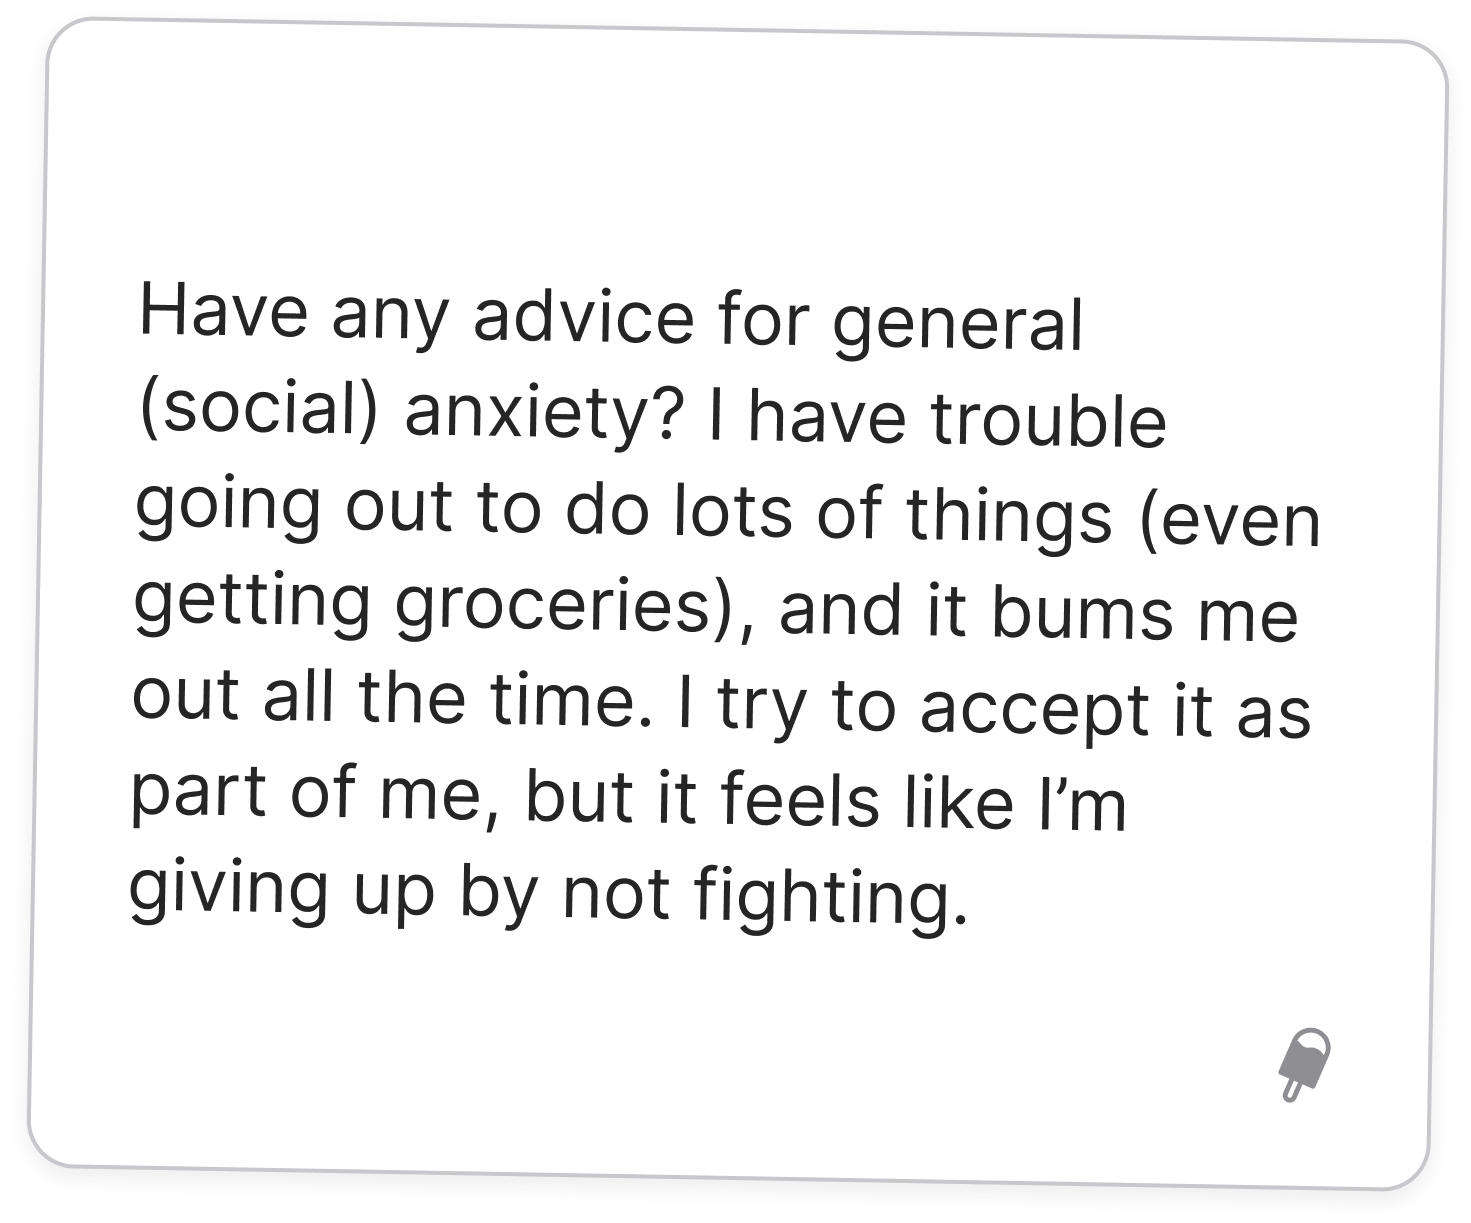 Have any advice for general
(social) anxiety? I have trouble
going out to do lots of things (even
getting groceries), and it bums me
out all the time. I try to accept it as
part of me, but it feels like I’m
giving up by not fighting.